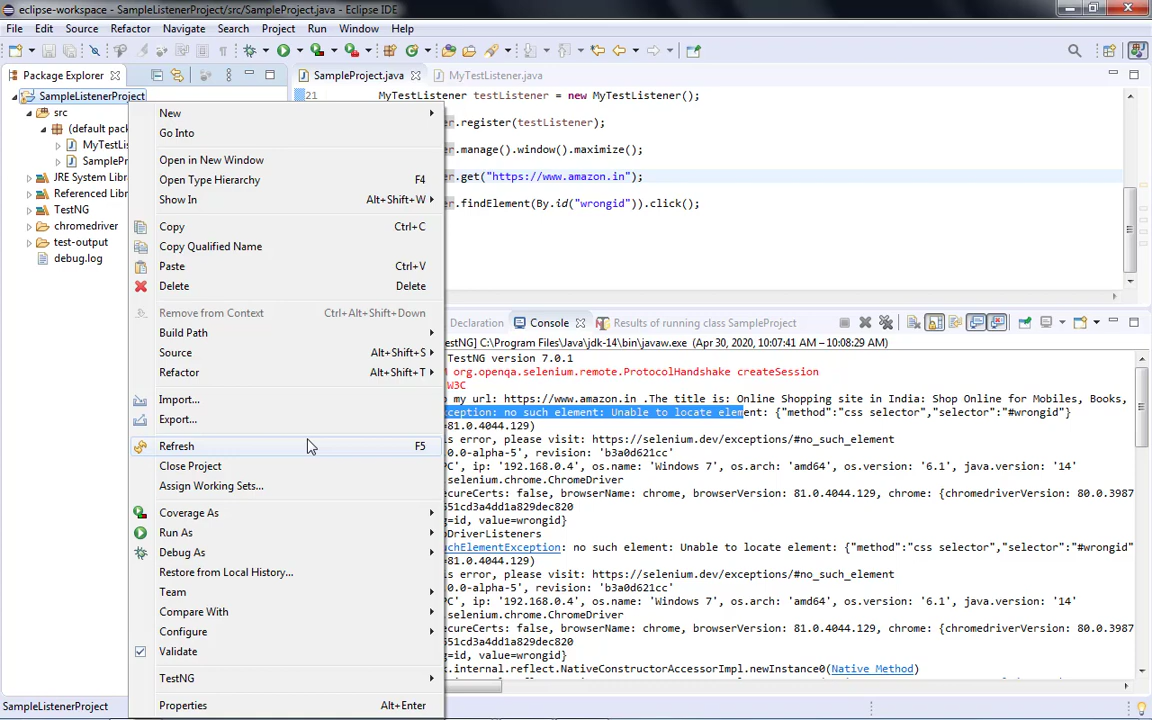 eclipse-workspace - SampleListenerProject/src/SampleProject.java - Eclipse IDE
File Edit Source Refactor Navigate Search Project Run Window Help
Package Explorer
SampleProject.java
MyTestListener.java
SampleListenerProject
src
(default pack
MyTestLis
SamplePr
JRE System Libr
Referenced Libr
TestNG
chromedriver
test-output
debug.log
New
Go Into
Open in New Window
Open Type Hierarchy F4
Show In Alt+Shift+W
Copy Ctrl+C
Copy Qualified Name
Paste Ctrl+V
Delete Delete
Remove from Context Ctrl+Alt+Shift+Down
Build Path
Source Alt+Shift+S
Refactor Alt+Shift+T
Import...
Export...
Refresh F5
Close Project
Assign Working Sets...
Coverage As
Run As
Debug As
Restore from Local History...
Team
Compare With
Configure
Validate
TestNG
Properties Alt+Enter
21 MyTestListener testListener = new MyTestListener();
er.register(testListener);
er.manage().window().maximize();
er.get("https://www.amazon.in");
er.findElement(By.id("wrongid")).click();
Declaration Console Results of running class SampleProject
] C:\Program Files\Java\jdk-14\bin\javaw.exe (Apr 30, 2020, 10:07:41 AM – 10:08:29 AM)
TestNG version 7.0.1
M org.openqa.selenium.remote.ProtocolHandshake createSession
W3C
o my url: https://www.amazon.in .The title is: Online Shopping site in India: Shop Online for Mobiles, Books,
ception: no such element: Unable to locate element: {"method":"css selector","selector":"#wrongid"}
.4044.129)
is error, please visit: https://selenium.dev/exceptions/#no_such_element
.0.0-alpha-5', revision: 'b3a0d621cc'
PC', ip: '192.168.0.4', os.name: 'Windows 7', os.arch: 'amd64', os.version: '6.1', java.version: '14'
selenium.chrome.ChromeDriver
ecureCerts: false, browserName: chrome, browserVersion: 81.0.4044.129, chrome: {chromedriverVersion: 80.0.3987
551cd3a4d1a829dec820
g=id, value=wrongid}
bDriverListeners
uchElementException: no such element: Unable to locate element: {"method":"css selector","selector":"#wrongid
.4044.129)
is error, please visit: https://selenium.dev/exceptions/#no_such_element
.0.0-alpha-5', revision: 'b3a0d621cc'
PC', ip: '192.168.0.4', os.name: 'Windows 7', os.arch: 'amd64', os.version: '6.1', java.version: '14'
selenium.chrome.ChromeDriver
ecureCerts: false, browserName: chrome, browserVersion: 81.0.4044.129, chrome: {chromedriverVersion: 80.0.3987
551cd3a4d1a829dec820
g=id, value=wrongid}
.internal.reflect.NativeConstructorAccessorImpl.newInstance0(Native Method)
SampleListenerProject